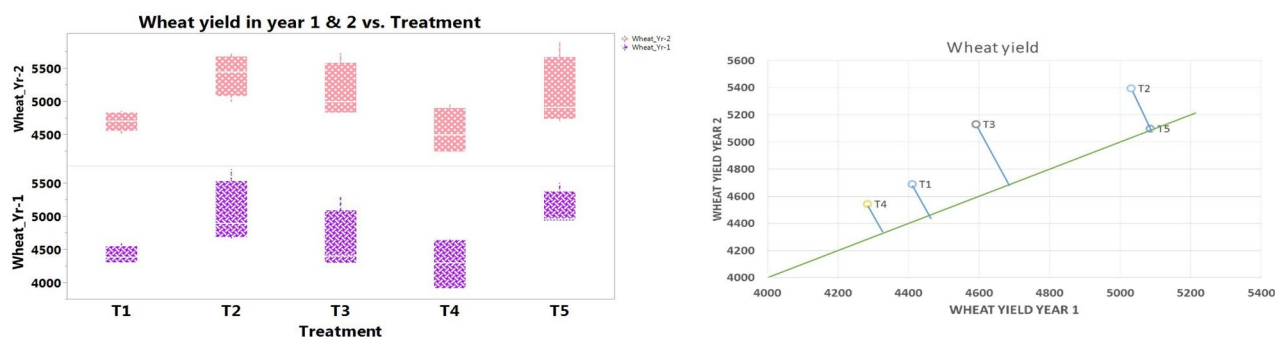 Wheat yield in year 1 & 2 vs. Treatment
Wheat_Yr-2
Wheat_Yr-1
Wheat_Yr-2
5500
5000
4500
Wheat_Yr-1
5500
5000
4500
4000
T1 T2 T3 T4 T5
Treatment
Wheat yield
WHEAT YIELD YEAR 2
5600
5400
5200
5000
4800
4600
4400
4200
4000
T2
T3
T5
T1
T4
4000 4200 4400 4600 4800 5000 5200 5400
WHEAT YIELD YEAR 1